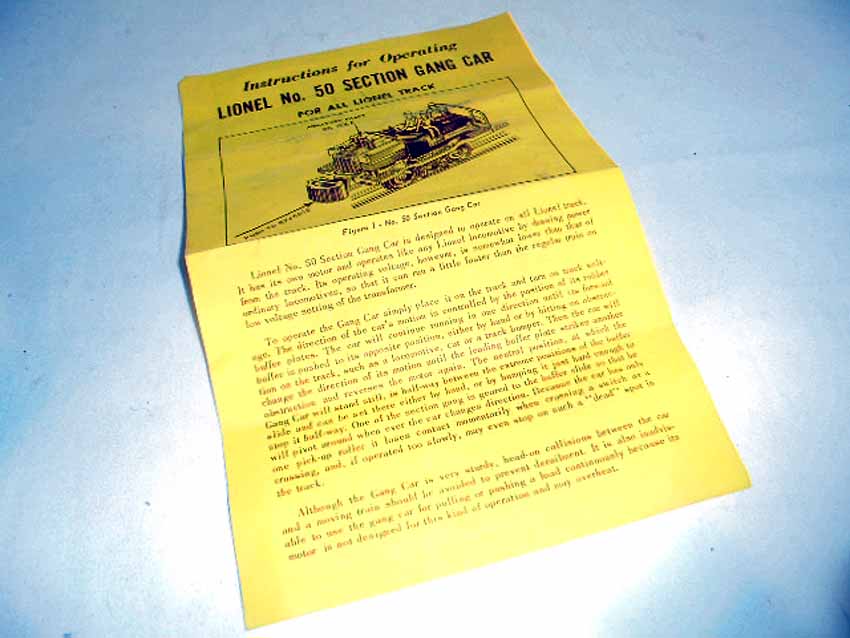 Instructions for Operating
LIONEL No. 50 SECTION GANG CAR
FOR ALL LIONEL TRACK
Figure 1 - No. 50 Section Gang Car
Lionel No. 50 Section Gang Car is designed to operate on all Lionel track.
It has its own motor and operates like any Lionel locomotive by drawing power
from the track. Its operating voltage, however, is somewhat lower than that of
ordinary locomotives, so that it can run a little faster than the regular train on
low voltage setting of the transformer.
To operate the Gang Car simply place it on the track and turn on track volt-
age. The direction of the car's motion is controlled by the position of its rubber
buffer plates. The car will continue running in one direction until its forward
buffer is pushed to its opposite position, either by hand or by hitting an obstruc-
tion on the track, such as a locomotive, car or a track bumper. Then the car will
change the direction of its motion until the leading buffer plate strikes another
obstruction and reverses the motor again. The neutral position, at which the
Gang Car will stand still, is half-way between the extreme positions of the buffer
slide and can be set there either by hand, or by bumping it just hard enough to
stop it half-way. One of the section gang is geared to the buffer slide so that he
will pivot around when ever the car changes direction. Because the car has only
one pick-up roller it loses contact momentarily when crossing a switch or a
crossing, and, if operated too slowly, may even stop on such a "dead" spot in
the track.
Although the Gang Car is very sturdy, head-on collisions between the car
and a moving train should be avoided to prevent derailment. It is also inadvis-
able to use the gang car for pulling or pushing a load continuously because its
motor is not designed for this kind of operation and may overheat.